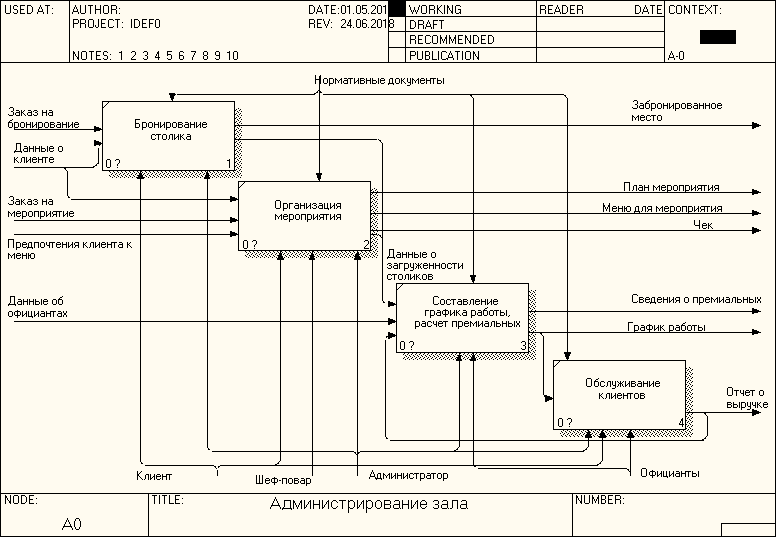 USED AT:
AUTHOR:
DATE:01.05.2018
PROJECT: IDEF0
REV: 24.06.2018
NOTES: 1 2 3 4 5 6 7 8 9 10
WORKING
DRAFT
RECOMMENDED
PUBLICATION
READER
DATE
CONTEXT:
A-0
Нормативные документы
Заказ на
бронирование
Данные о
клиенте
Бронирование
столика
0 ?
1
Забронированное
место
Заказ на
мероприятие
Предпочтения клиента к
меню
Организация
мероприятия
0 ?
2
План мероприятия
Меню для мероприятия
Чек
Данные о
загруженности
столиков
Данные об
официантах
Составление
графика работы,
расчет премиальных
0 ?
3
Сведения о премиальных
График работы
Обслуживание
клиентов
0 ?
4
Отчет о
выручке
Клиент
Шеф-повар
Администратор
Официанты
NODE:
A0
TITLE:
Администрирование зала
NUMBER: